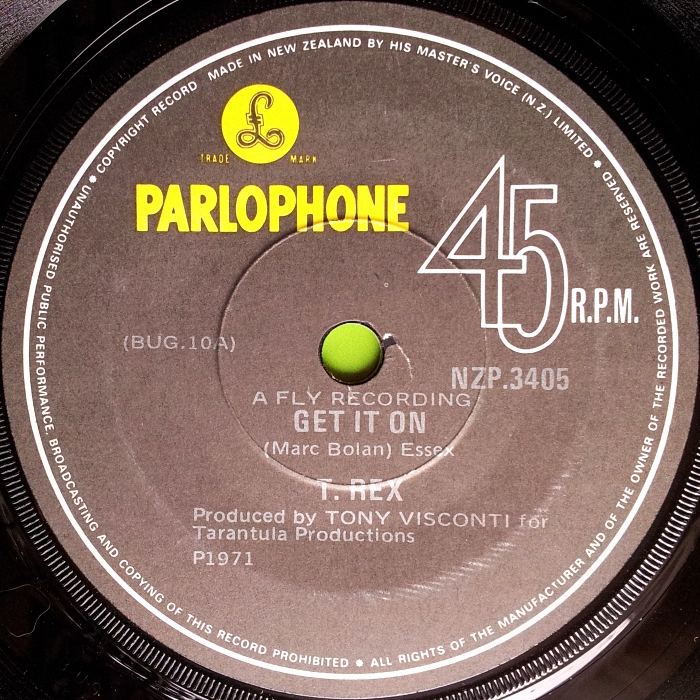 UNAUTHORISED PUBLIC PERFORMANCE, BROADCASTING AND COPYING OF THIS RECORD PROHIBITED • ALL RIGHTS OF THE MANUFACTURER AND OF THE OWNER OF THE RECORDED WORK ARE RESERVED •
COPYRIGHT RECORD MADE IN NEW ZEALAND BY HIS MASTER'S VOICE (N.Z.) LIMITED •
£
TRADE MARK
PARLOPHONE
45 R.P.M.
(BUG.10A)
NZP.3405
A FLY RECORDING
GET IT ON
(Marc Bolan) Essex
T. REX
Produced by TONY VISCONTI for
Tarantula Productions
P1971